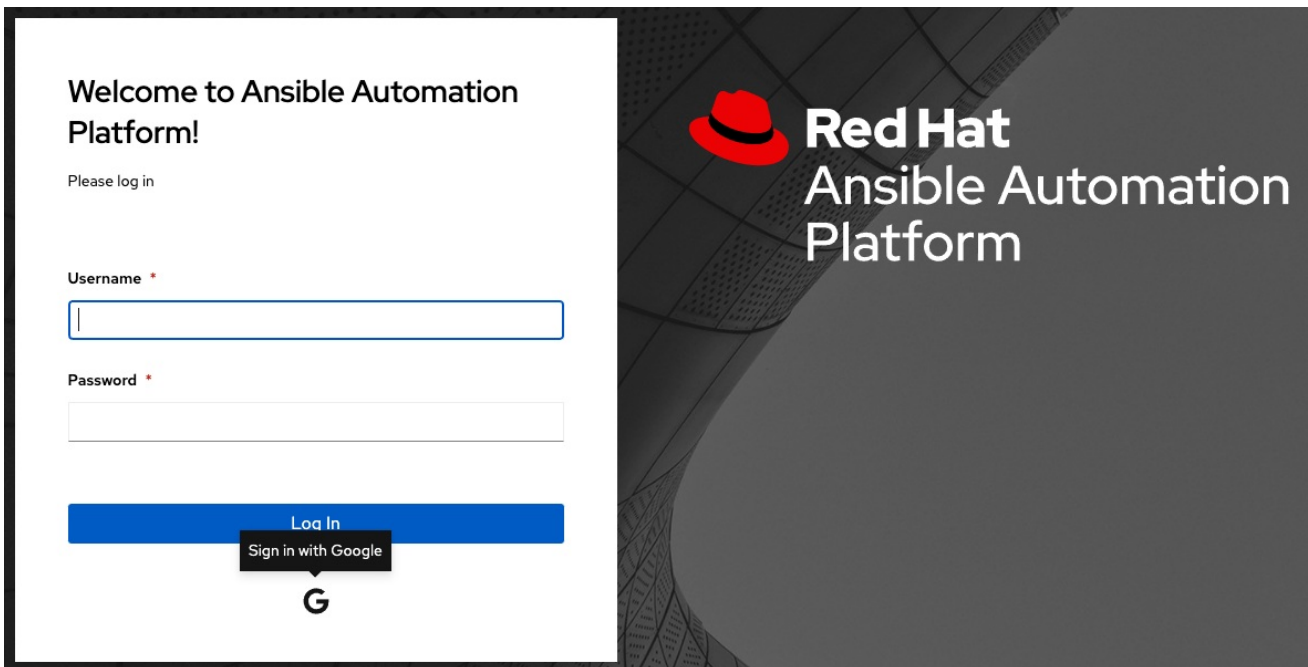 Welcome to Ansible Automation
Platform!
Please log in
Username *
Password *
Log In
Sign in with Google
G
Red Hat
Ansible Automation
Platform